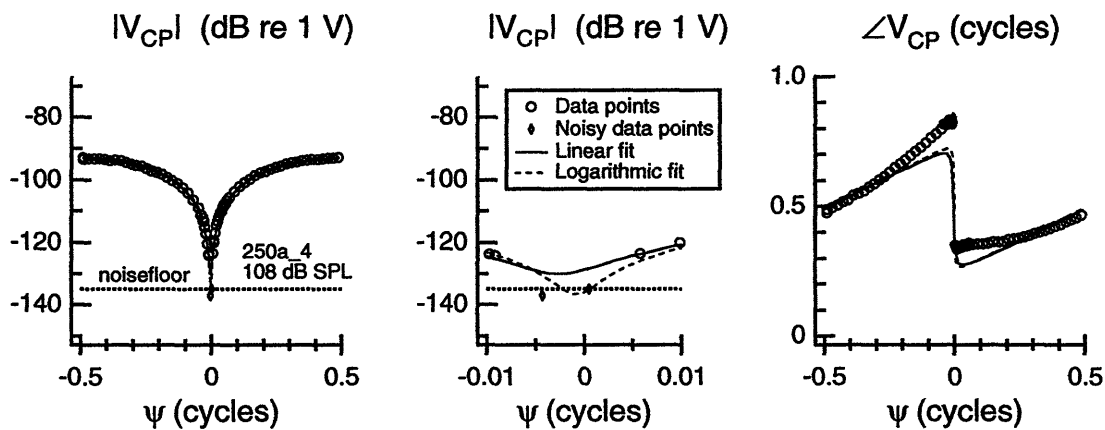 |V_CP| (dB re 1 V)
-80
-100
-120
-140
noisefloor
250a_4
108 dB SPL
-0.5
0
0.5
ψ (cycles)
|V_CP| (dB re 1 V)
-80
-100
-120
-140
Data points
Noisy data points
Linear fit
Logarithmic fit
-0.01
0
0.01
ψ (cycles)
∠V_CP (cycles)
1.0
0.5
0
-0.5
0
0.5
ψ (cycles)